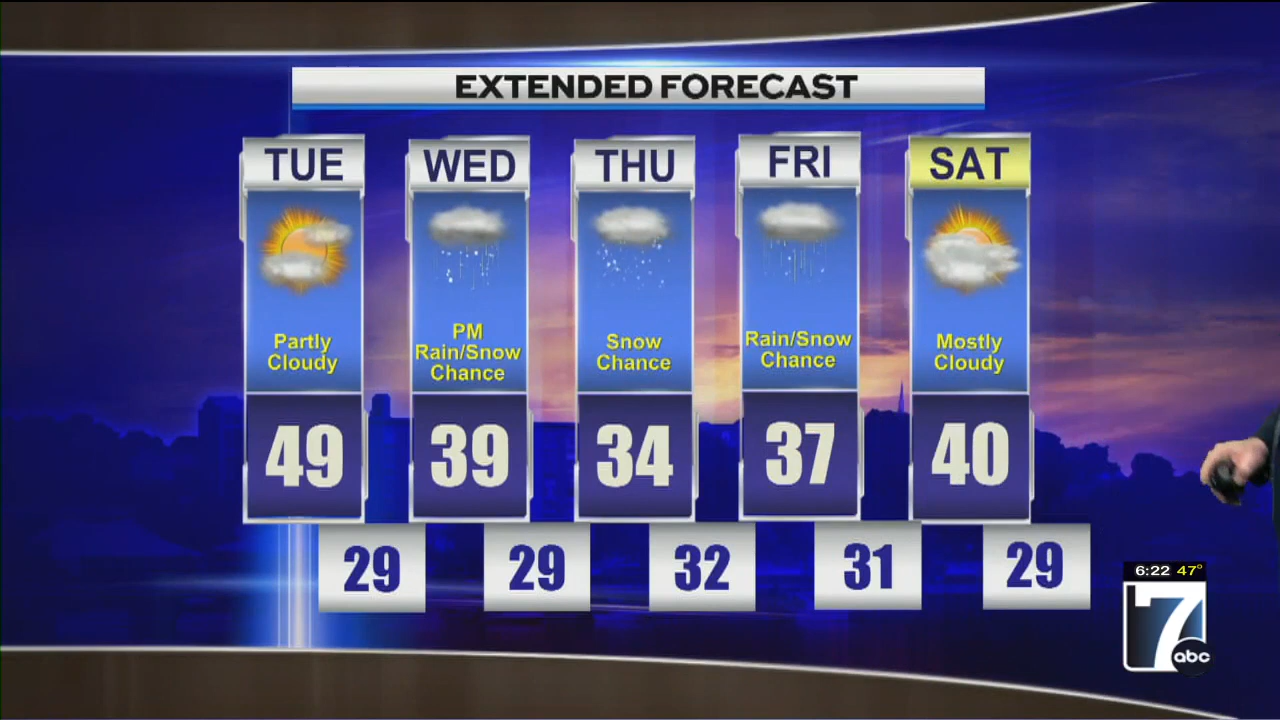 EXTENDED FORECAST
TUE
WED
THU
FRI
SAT
Partly
Cloudy
PM
Rain/Snow
Chance
Snow
Chance
Rain/Snow
Chance
Mostly
Cloudy
49
39
34
37
40
29
29
32
31
29
6:22 47°
7
abc